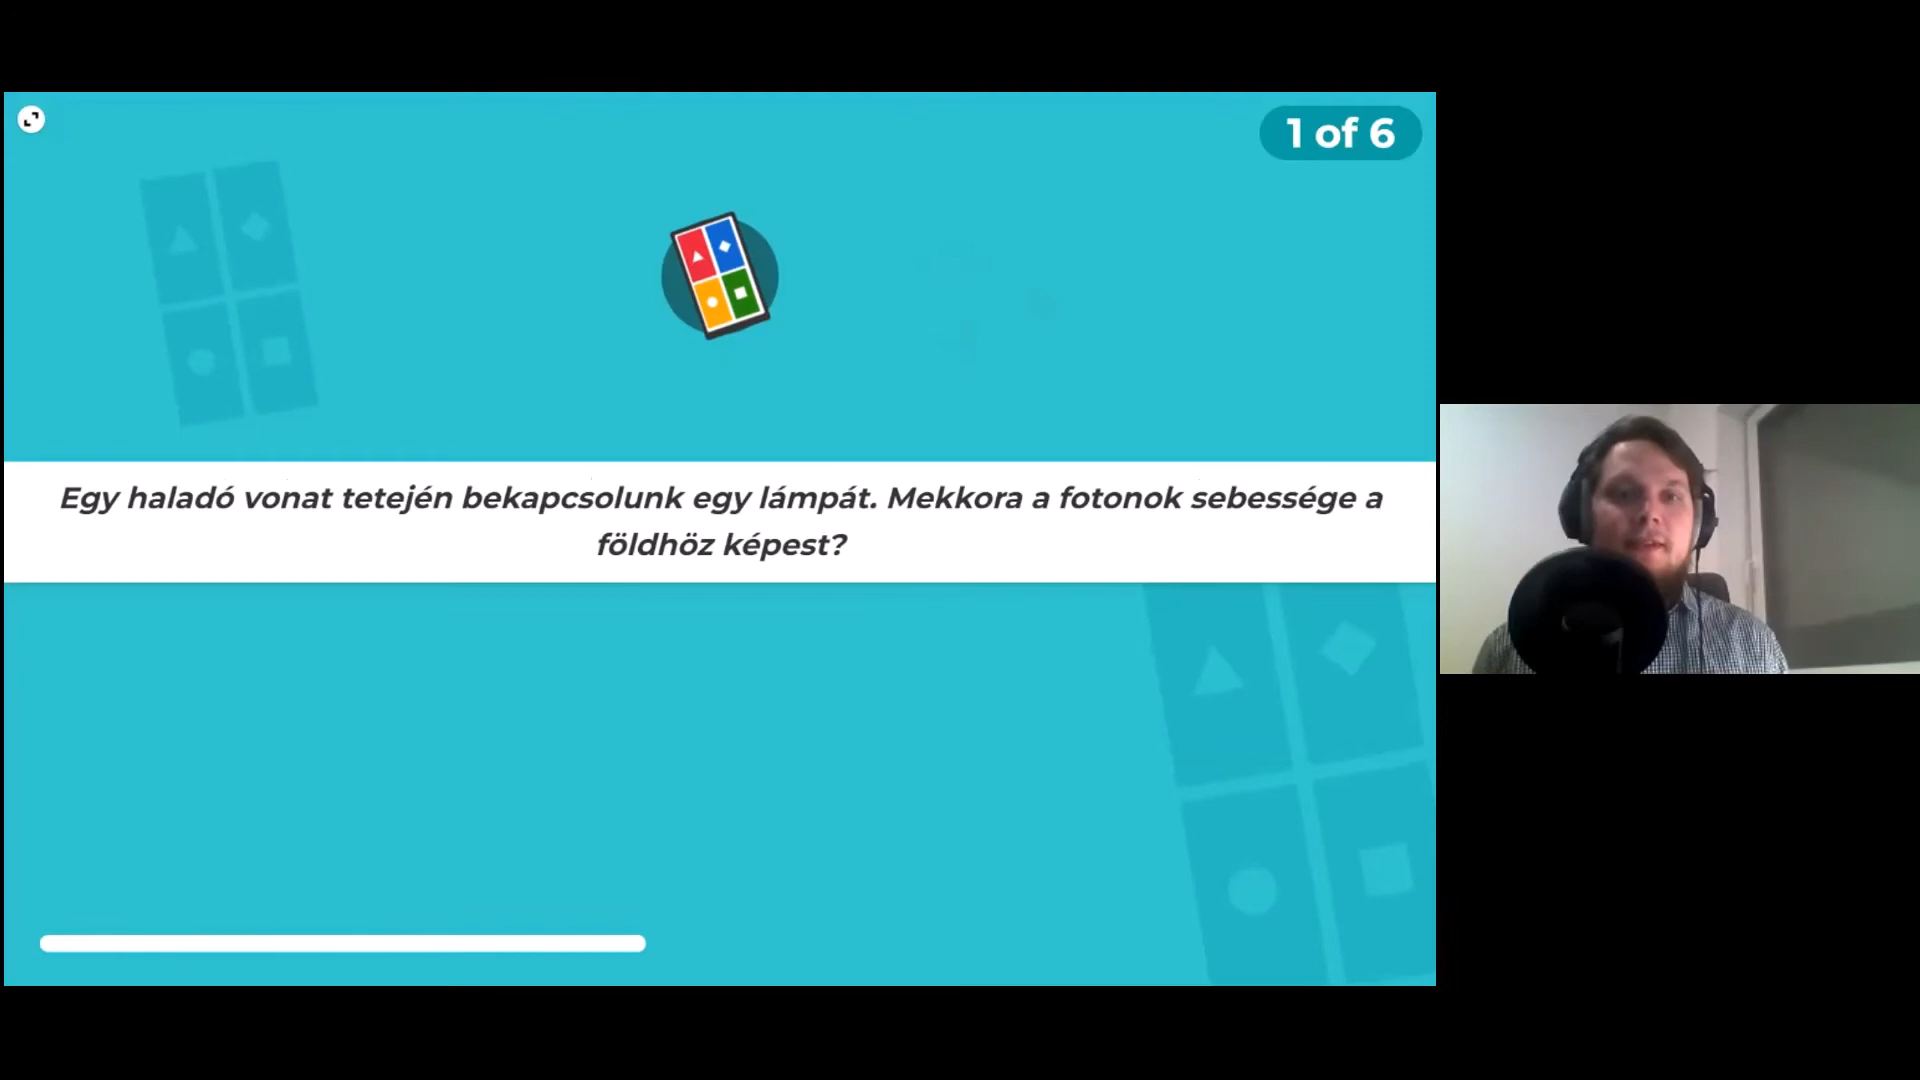 1 of 6
Egy haladó vonat tetején bekapcsolunk egy lámpát. Mekkora a fotonok sebessége a
földhöz képest?